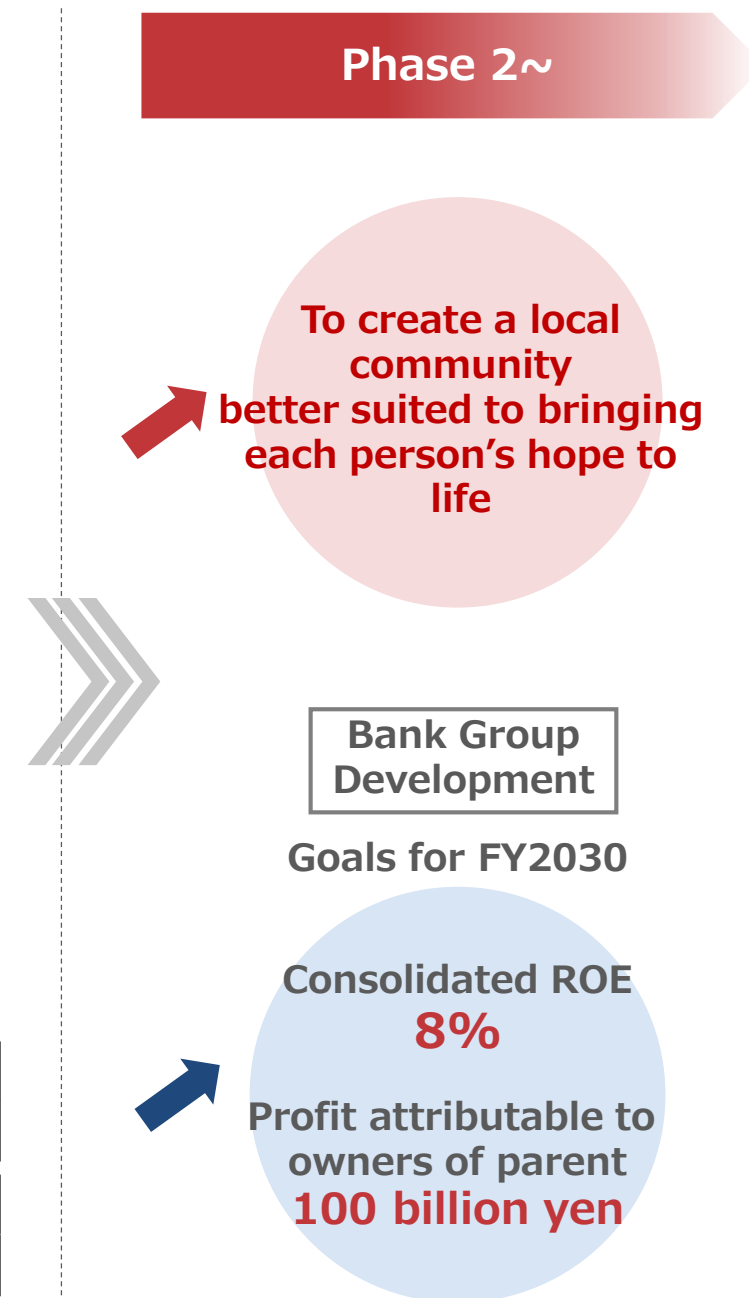 Phase 2~
To create a local
community
better suited to bringing
each person’s hope to
life
Bank Group
Development
Goals for FY2030
Consolidated ROE
8%
Profit attributable to
owners of parent
100 billion yen